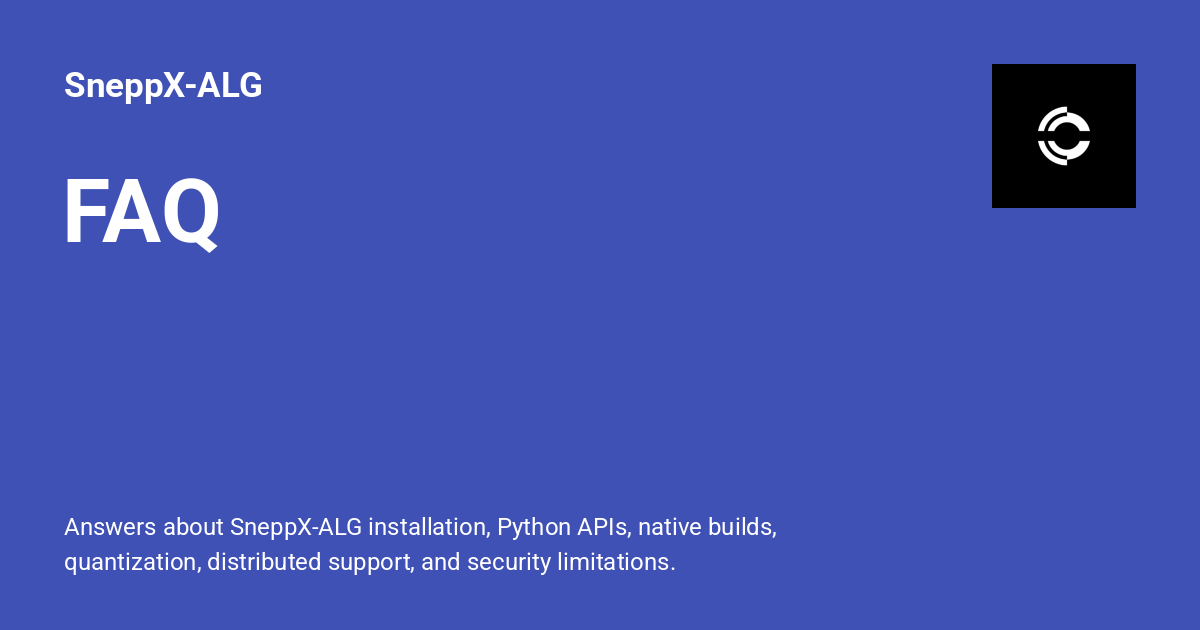 SneppX-ALG
FAQ
Answers about SneppX-ALG installation, Python APIs, native builds,
quantization, distributed support, and security limitations.